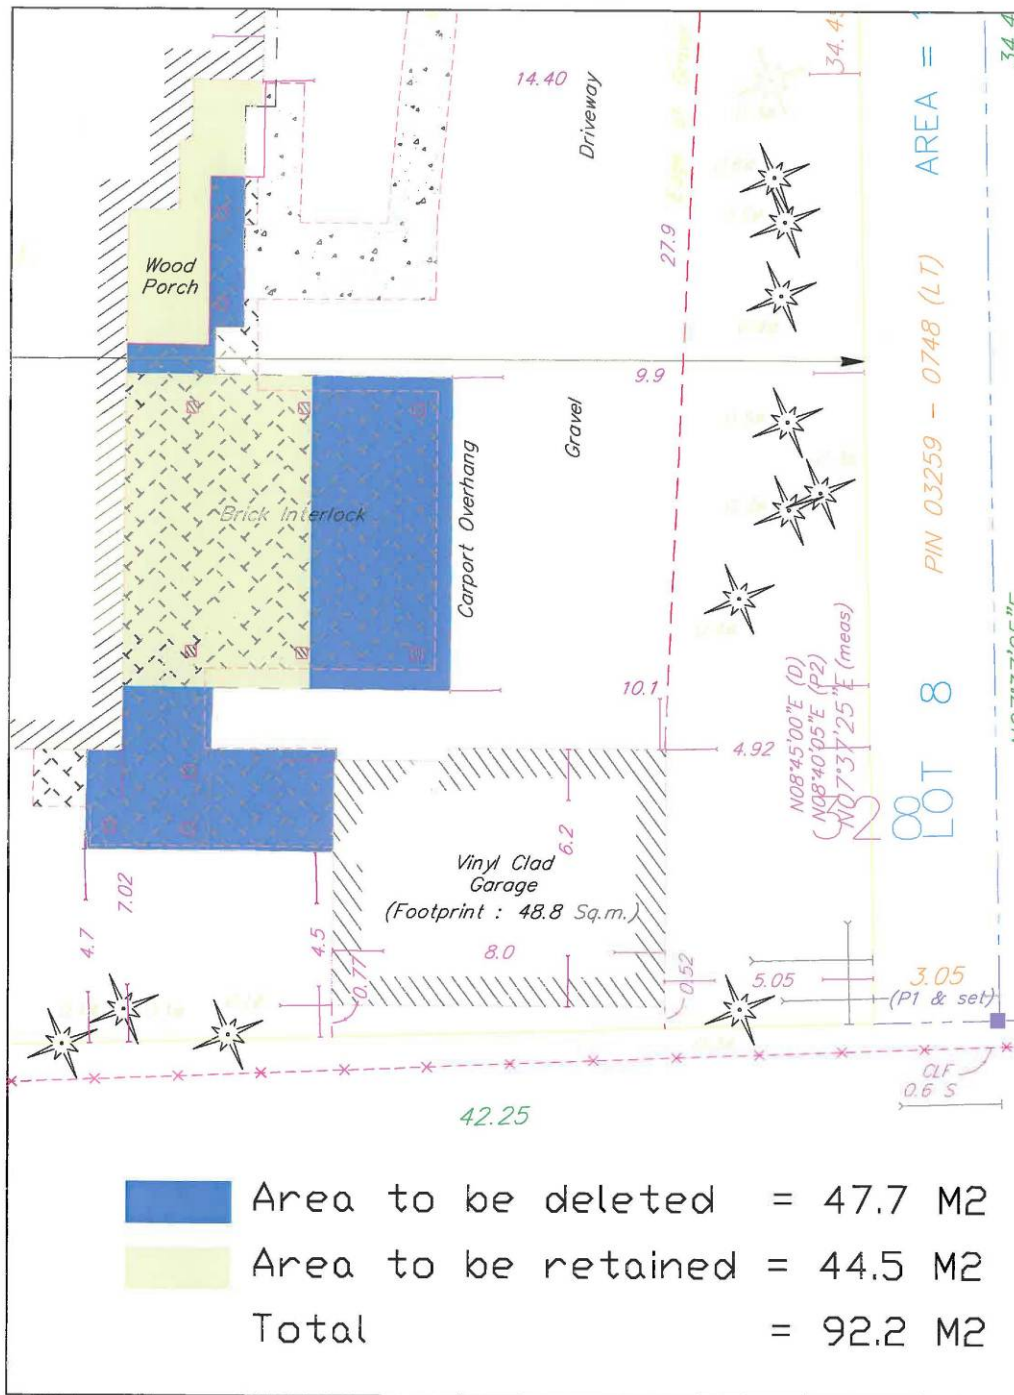 14.40
Driveway
34.4
AREA =
34.4
Wood
Porch
27.9
PIN 03259 - 0748 (LT)
9.9
Gravel
Carport Overhang
Brick Interlock
10.1
4.92
N08°45'00"E (D)
N08°40'05"E (P2)
N07°37'25"E (meas)
LOT 8
Vinyl Clad
Garage
(Footprint : 48.8 Sq.m.)
6.2
8.0
7.02
4.7
4.5
0.77
0.52
5.05
3.05
(P1 & set)
CLF
0.6 S
42.25
Area to be deleted = 47.7 M2
Area to be retained = 44.5 M2
Total = 92.2 M2